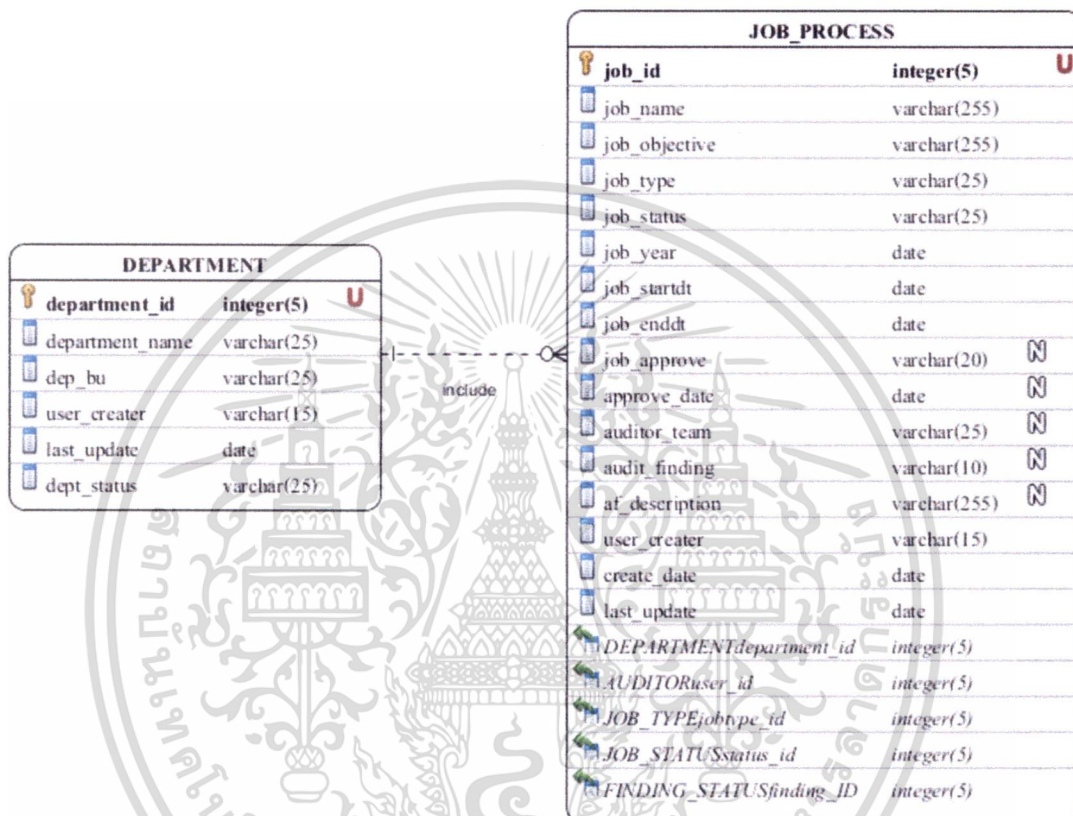 DEPARTMENT
department_id integer(5) U
department_name varchar(25)
dep_bu varchar(25)
user_creater varchar(15)
last_update date
dept_status varchar(25)
include
JOB_PROCESS
job_id integer(5) U
job_name varchar(255)
job_objective varchar(255)
job_type varchar(25)
job_status varchar(25)
job_year date
job_startdt date
job_enddt date
job_approve varchar(20) N
approve_date date N
auditor_team varchar(25) N
audit_finding varchar(10) N
af_description varchar(255) N
user_creater varchar(15)
create_date date
last_update date
DEPARTMENTdepartment_id integer(5)
AUDITORuser_id integer(5)
JOB_TYPEjobtype_id integer(5)
JOB_STATUSstatus_id integer(5)
FINDING_STATUSfinding_ID integer(5)